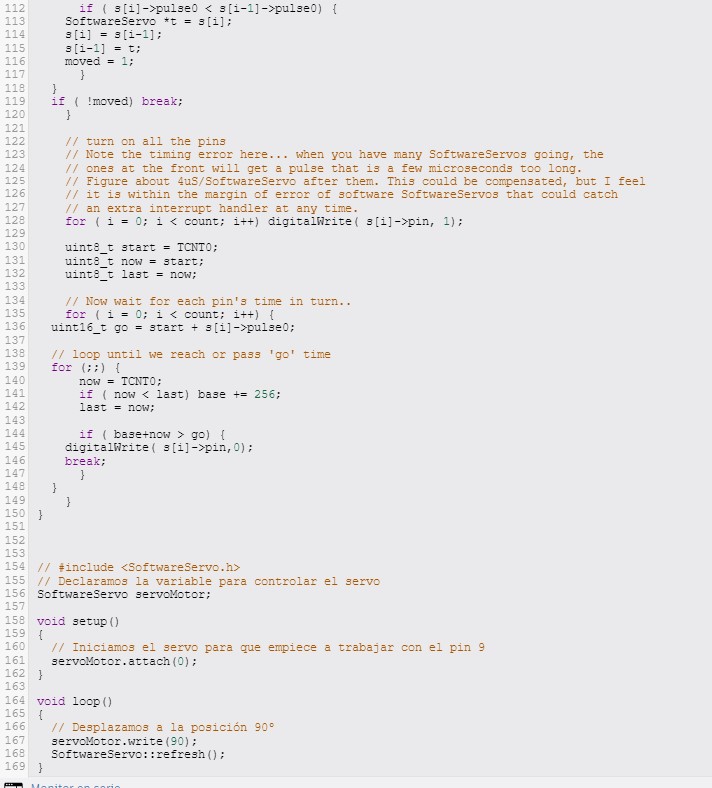 112 if ( s[i]->pulse0 < s[i-1]->pulse0) {
113 SoftwareServo *t = s[i];
114 s[i] = s[i-1];
115 s[i-1] = t;
116 moved = 1;
117 }
118 }
119 if ( !moved) break;
120 }
121
122 // turn on all the pins
123 // Note the timing error here... when you have many SoftwareServos going, the
124 // ones at the front will get a pulse that is a few microseconds too long.
125 // Figure about 4uS/SoftwareServo after them. This could be compensated, but I feel
126 // it is within the margin of error of software SoftwareServos that could catch
127 // an extra interrupt handler at any time.
128 for ( i = 0; i < count; i++) digitalWrite( s[i]->pin, 1);
129
130 uint8_t start = TCNT0;
131 uint8_t now = start;
132 uint8_t last = now;
133
134 // Now wait for each pin's time in turn..
135 for ( i = 0; i < count; i++) {
136 uint16_t go = start + s[i]->pulse0;
137
138 // loop until we reach or pass 'go' time
139 for (;;) {
140 now = TCNT0;
141 if ( now < last) base += 256;
142 last = now;
143
144 if ( base+now > go) {
145 digitalWrite( s[i]->pin,0);
146 break;
147 }
148 }
149 }
150 }
151
152
153
154 // #include <SoftwareServo.h>
155 // Declaramos la variable para controlar el servo
156 SoftwareServo servoMotor;
157
158 void setup()
159 {
160 // Iniciamos el servo para que empiece a trabajar con el pin 9
161 servoMotor.attach(0);
162 }
163
164 void loop()
165 {
166 // Desplazamos a la posición 90º
167 servoMotor.write(90);
168 SoftwareServo::refresh();
169 }
Monitor en serie